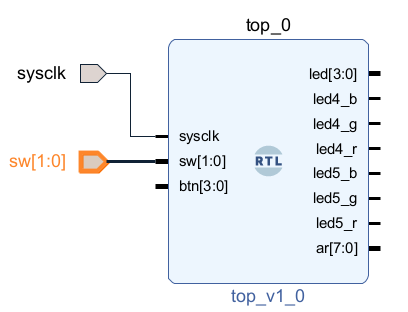 top_0
sysclk
sw[1:0]
sysclk
sw[1:0]
btn[3:0]
RTL
led[3:0]
led4_b
led4_g
led4_r
led5_b
led5_g
led5_r
ar[7:0]
top_v1_0